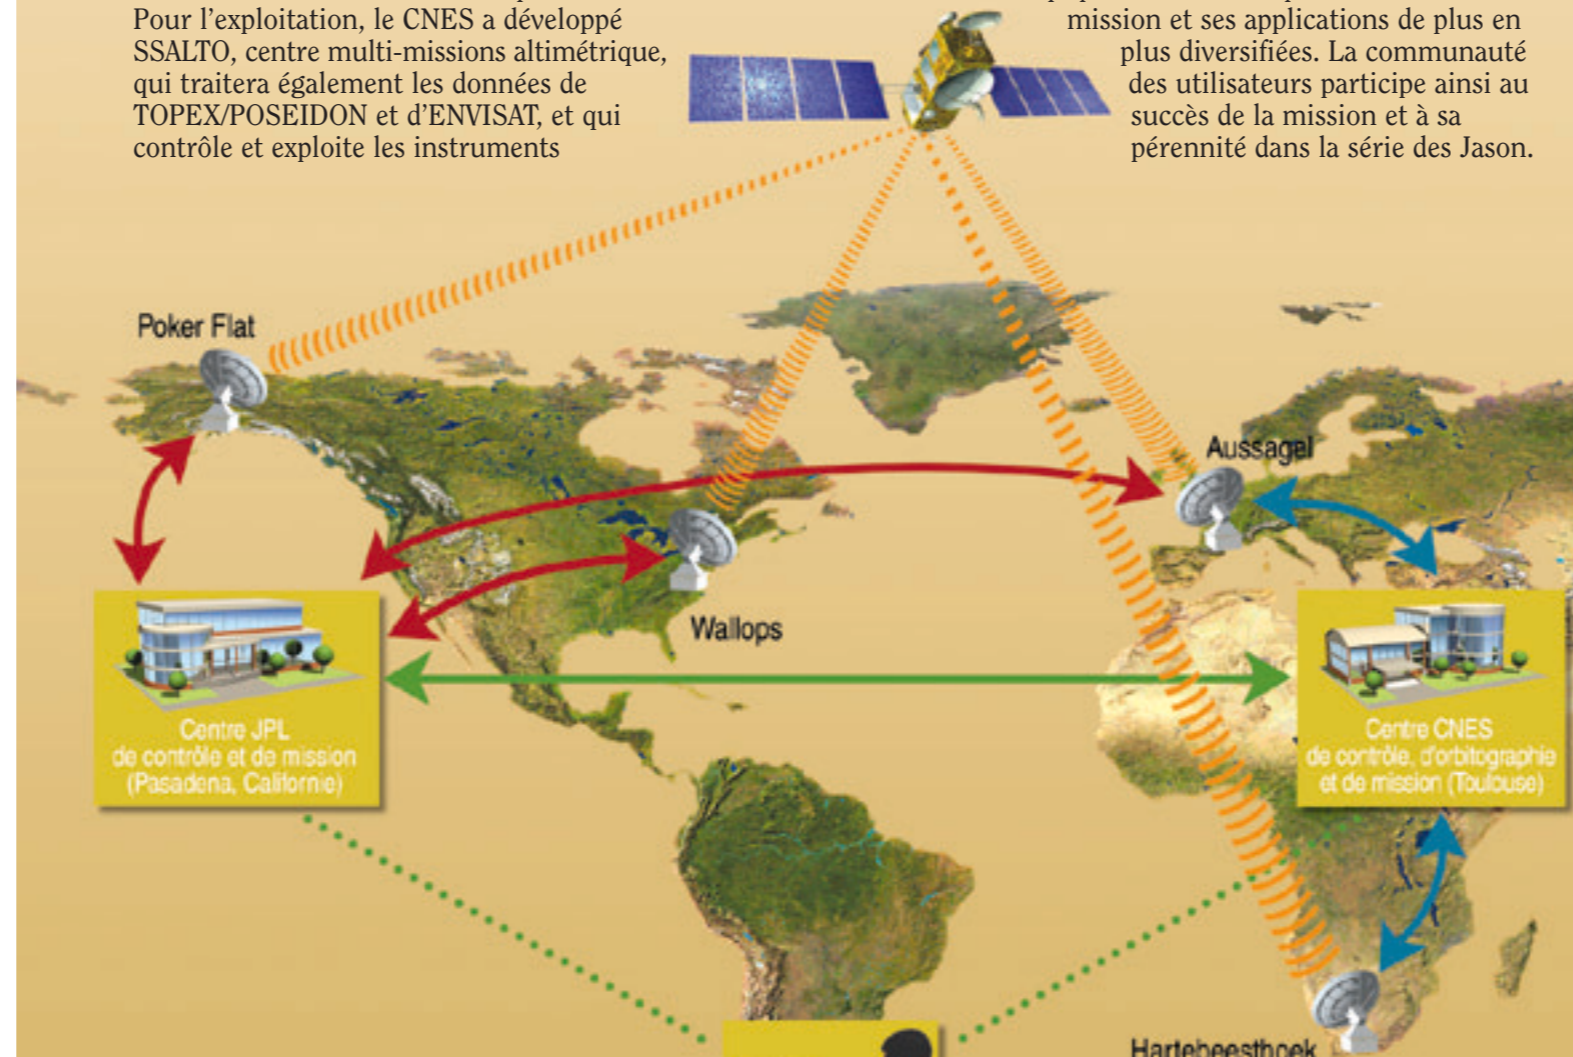 Pour l’exploitation, le CNES a développé
SSALTO, centre multi-missions altimétrique,
qui traitera également les données de
TOPEX/POSEIDON et d’ENVISAT, et qui
contrôle et exploite les instruments
mission et ses applications de plus en
plus diversifiées. La communauté
des utilisateurs participe ainsi au
succès de la mission et à sa
pérennité dans la série des Jason.
Poker Flat
Aussagel
Wallops
Centre JPL
de contrôle et de mission
(Pasadena, Californie)
Centre CNES
de contrôle, d'orbitographie
et de mission (Toulouse)
Hartebeesthoek